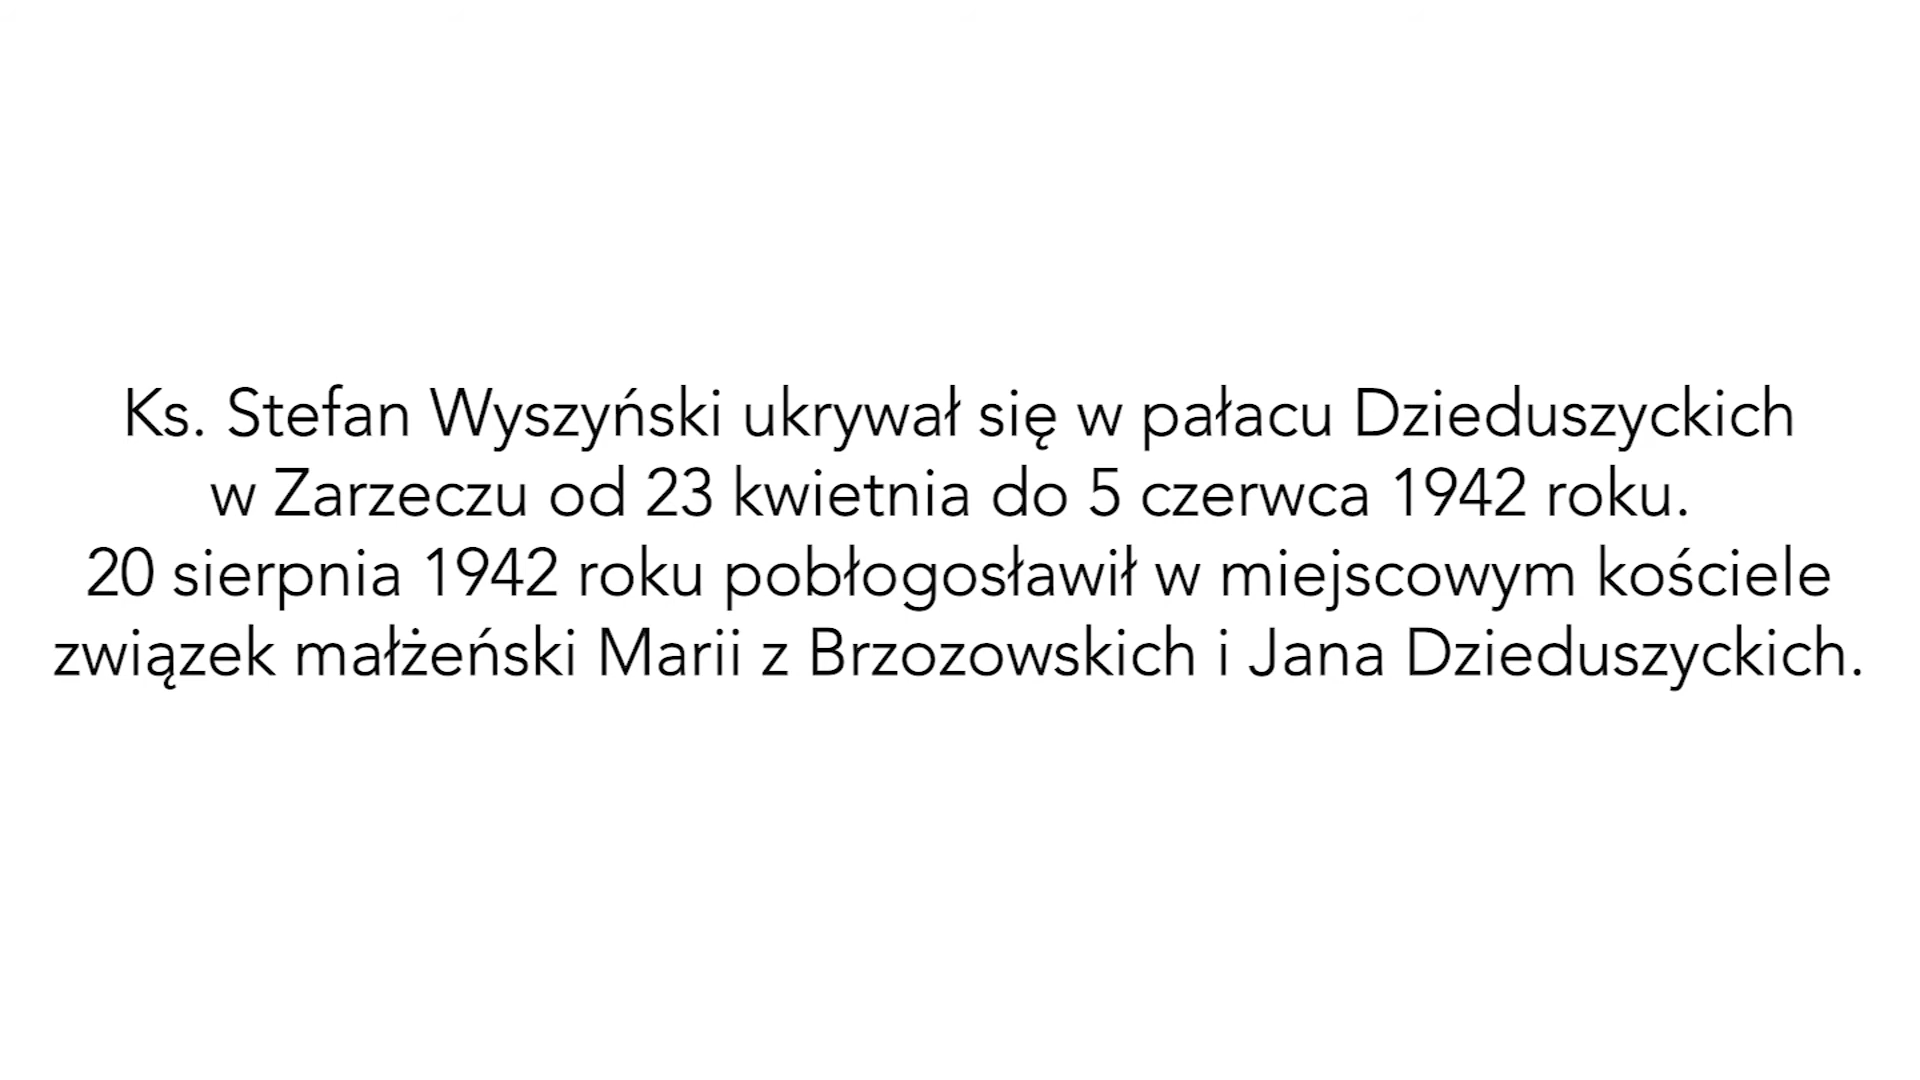 Ks. Stefan Wyszyński ukrywał się w pałacu Dzieduszyckich
w Zarzeczu od 23 kwietnia do 5 czerwca 1942 roku.
20 sierpnia 1942 roku pobłogosławił w miejscowym kościele
związek małżeński Marii z Brzozowskich i Jana Dzieduszyckich.